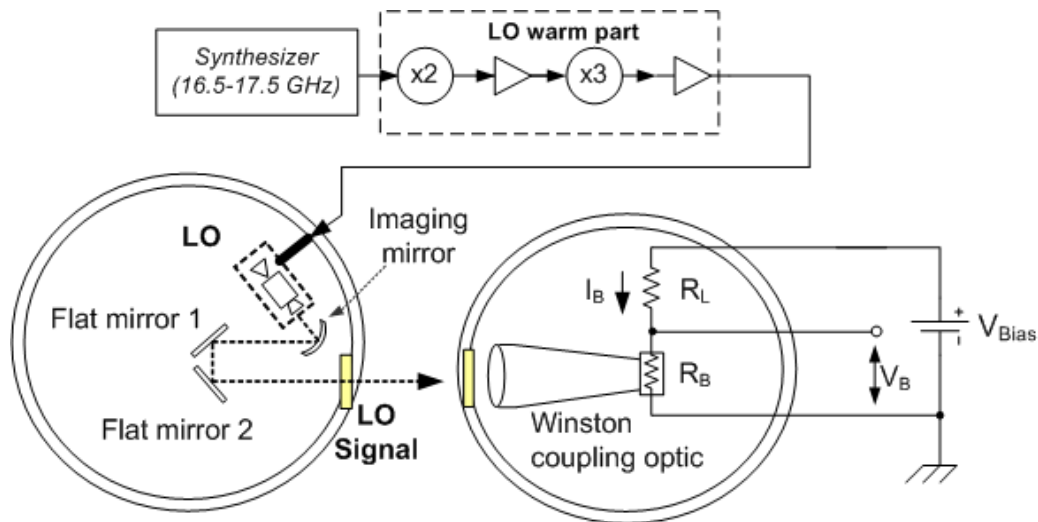 LO warm part
Synthesizer
(16.5-17.5 GHz)
x2
x3
LO
Imaging
mirror
Flat mirror 1
Flat mirror 2
LO
Signal
I_B
R_L
R_B
V_B
V_Bias
+
-
Winston
coupling optic